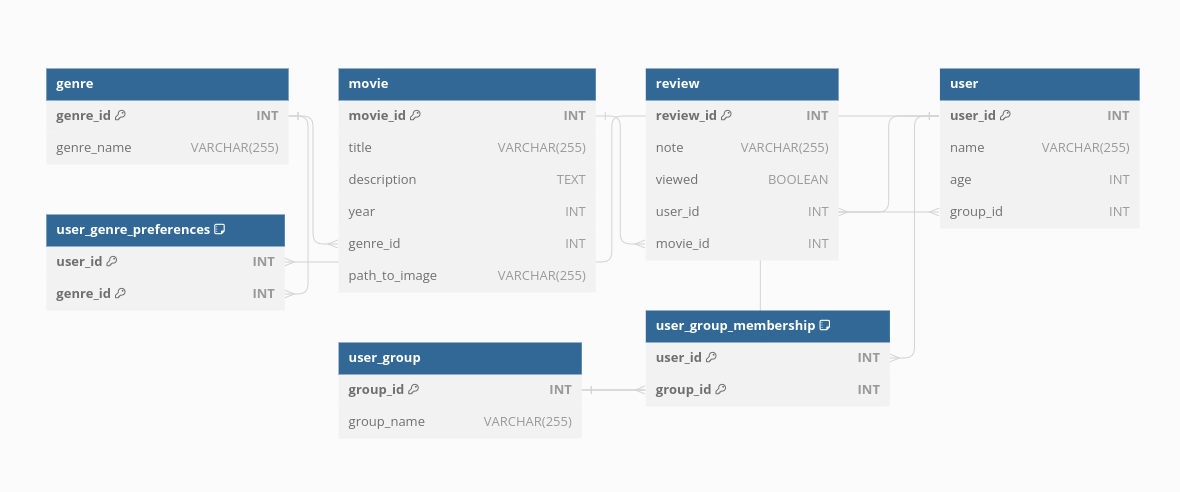 genre
genre_id INT
genre_name VARCHAR(255)
user_genre_preferences
user_id INT
genre_id INT
movie
movie_id INT
title VARCHAR(255)
description TEXT
year INT
genre_id INT
path_to_image VARCHAR(255)
user_group
group_id INT
group_name VARCHAR(255)
review
review_id INT
note VARCHAR(255)
viewed BOOLEAN
user_id INT
movie_id INT
user_group_membership
user_id INT
group_id INT
user
user_id INT
name VARCHAR(255)
age INT
group_id INT